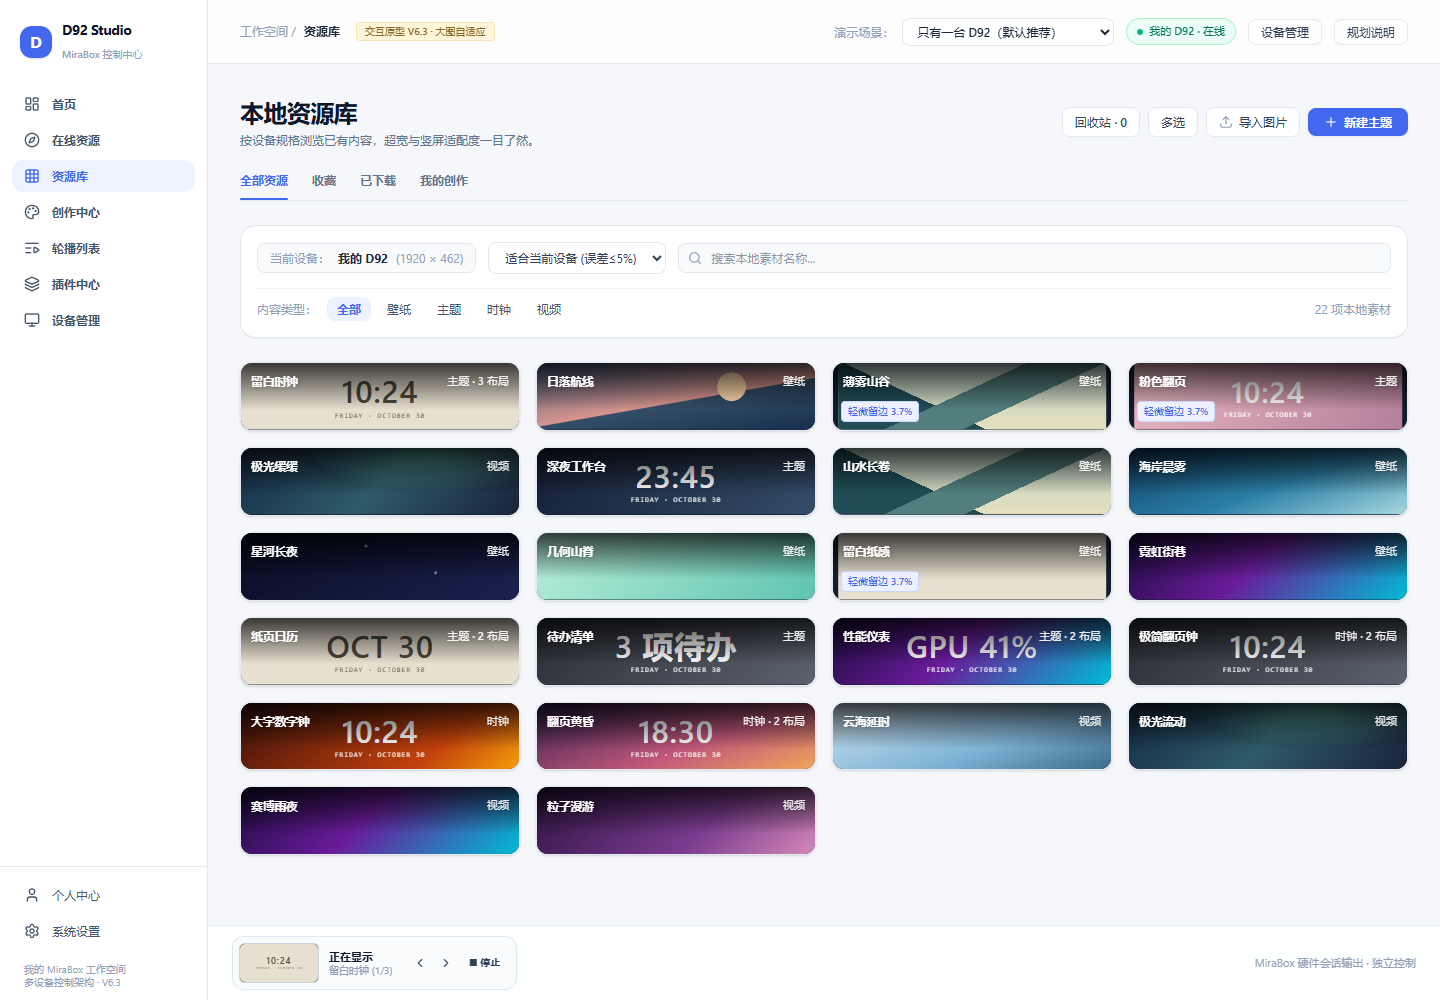 D
D92 Studio
MiraBox 控制中心
首页
在线资源
资源库
创作中心
轮播列表
插件中心
设备管理
个人中心
系统设置
我的 MiraBox 工作空间
多设备控制架构 · V6.3
工作空间 / 资源库
交互原型 V6.3 · 大图自适应
演示场景：
只有一台 D92（默认推荐）
我的 D92 · 在线
设备管理
规划说明
本地资源库
按设备规格浏览已有内容，超宽与竖屏适配度一目了然。
回收站 · 0
多选
导入图片
新建主题
全部资源
收藏
已下载
我的创作
当前设备： 我的 D92 (1920 × 462)
适合当前设备 (误差≤5%)
搜索本地素材名称...
内容类型：
全部
壁纸
主题
时钟
视频
22 项本地素材
留白时钟
主题 · 3 布局
10:24
FRIDAY · OCTOBER 30
日落航线
壁纸
薄雾山谷
壁纸
轻微留边 3.7%
粉色翻页
主题
10:24
轻微留边 3.7%
FRIDAY · OCTOBER 30
极光缓缓
视频
深夜工作台
主题
23:45
FRIDAY · OCTOBER 30
山水长卷
壁纸
海岸晨雾
壁纸
星河长夜
壁纸
几何山脊
壁纸
留白纸感
壁纸
轻微留边 3.7%
霓虹街巷
壁纸
纸页日历
主题 · 2 布局
OCT 30
FRIDAY · OCTOBER 30
待办清单
主题
3 项待办
FRIDAY · OCTOBER 30
性能仪表
主题 · 2 布局
GPU 41%
FRIDAY · OCTOBER 30
极简翻页钟
时钟 · 2 布局
10:24
FRIDAY · OCTOBER 30
大字数字钟
时钟
10:24
FRIDAY · OCTOBER 30
翻页黄昏
时钟 · 2 布局
18:30
FRIDAY · OCTOBER 30
云海延时
视频
极光流动
视频
赛博雨夜
视频
粒子漫游
视频
10:24
正在显示
留白时钟 (1/3)
停止
MiraBox 硬件会话输出 · 独立控制